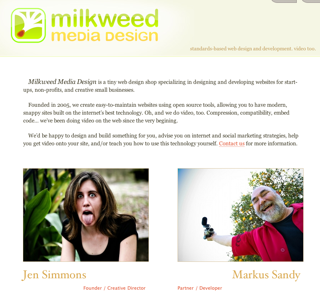 milkweed
MEDIA DESIGN
standards-based web design and development. video too.
Milkweed Media Design is a tiny web design shop specializing in designing and developing websites for start-
ups, non-profits, and creative small businesses.
Founded in 2005, we create easy-to-maintain websites using open source tools, allowing you to have modern,
snappy sites built on the internet's best technology. Oh, and we do video, too. Compression, compatibility, embed
code... we've been doing video on the web since the very begining.
We'd be happy to design and build something for you, advise you on internet and social marketing strategies, help
you get video onto your site, and/or teach you how to use this technology yourself. Contact us for more information.
Jen Simmons
Founder / Creative Director
Markus Sandy
Partner / Developer